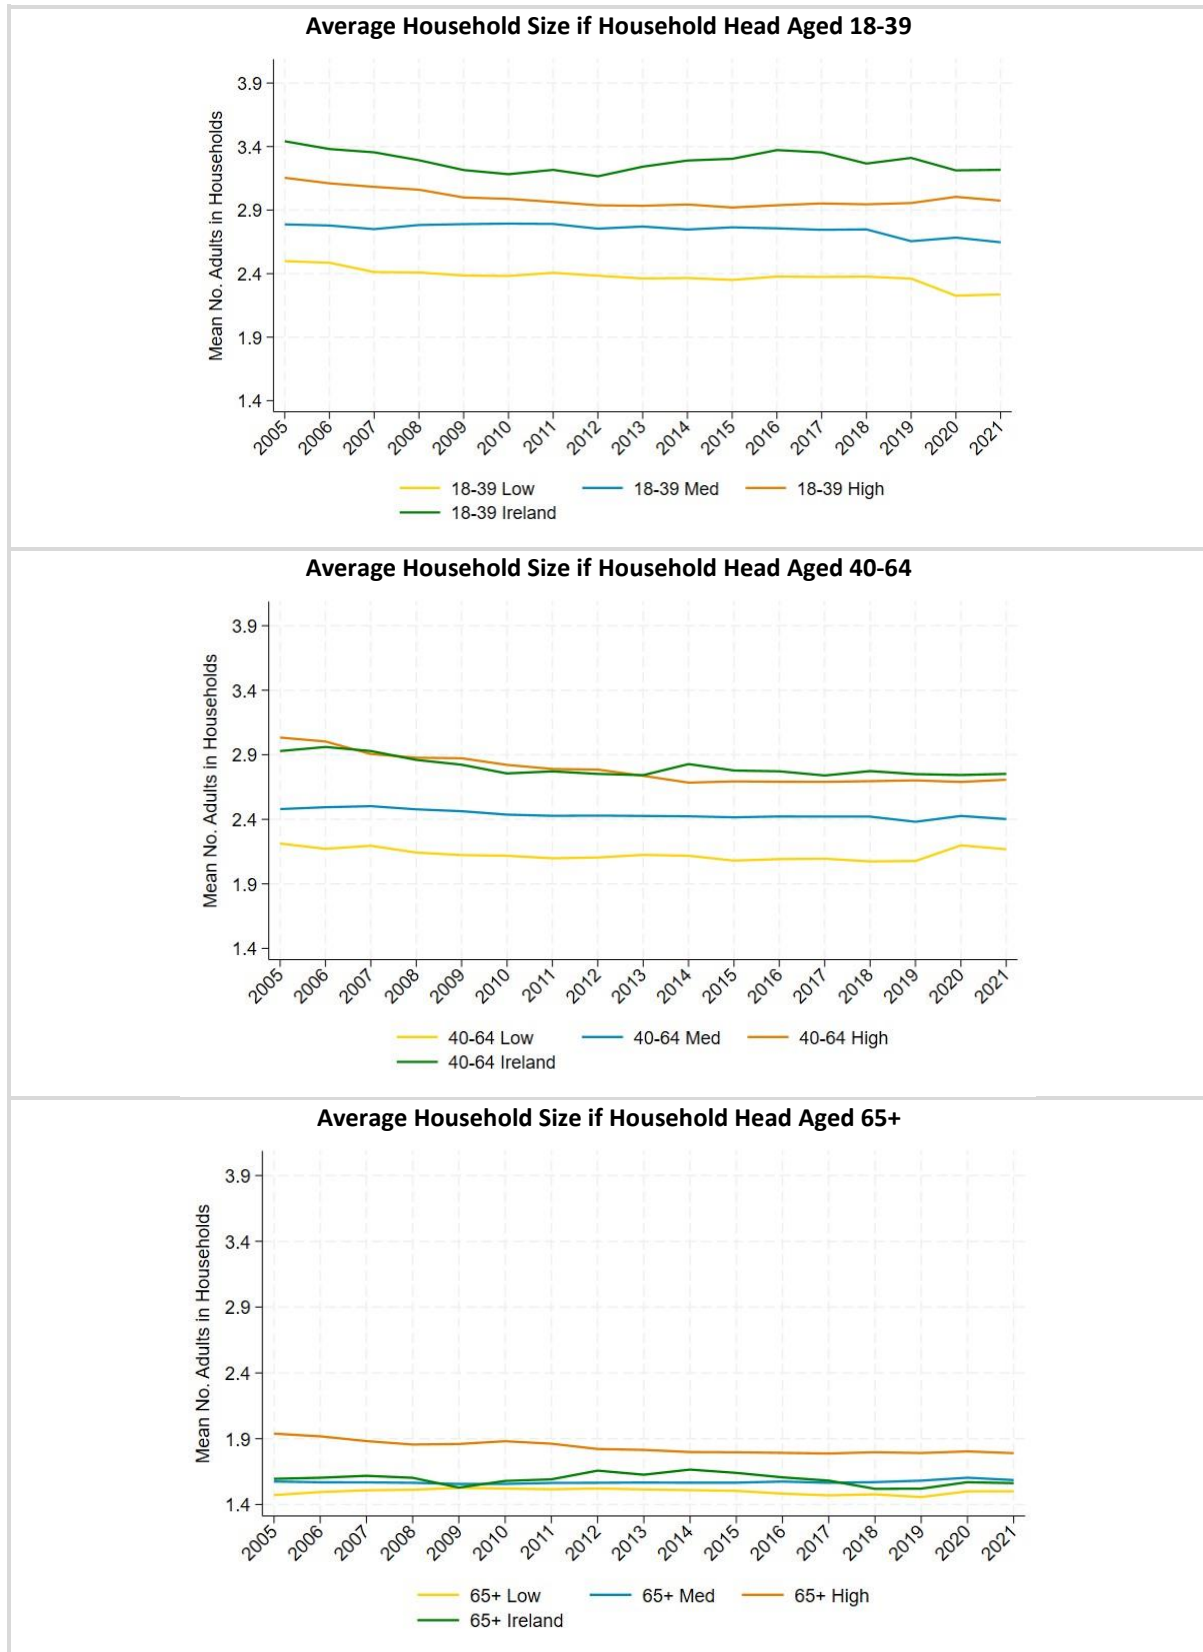 Average Household Size if Household Head Aged 18-39
Mean No. Adults in Households
3.9
3.4
2.9
2.4
1.9
1.4
2005 2006 2007 2008 2009 2010 2011 2012 2013 2014 2015 2016 2017 2018 2019 2020 2021
18-39 Low 18-39 Med 18-39 High
18-39 Ireland
Average Household Size if Household Head Aged 40-64
Mean No. Adults in Households
3.9
3.4
2.9
2.4
1.9
1.4
2005 2006 2007 2008 2009 2010 2011 2012 2013 2014 2015 2016 2017 2018 2019 2020 2021
40-64 Low 40-64 Med 40-64 High
40-64 Ireland
Average Household Size if Household Head Aged 65+
Mean No. Adults in Households
3.9
3.4
2.9
2.4
1.9
1.4
2005 2006 2007 2008 2009 2010 2011 2012 2013 2014 2015 2016 2017 2018 2019 2020 2021
65+ Low 65+ Med 65+ High
65+ Ireland